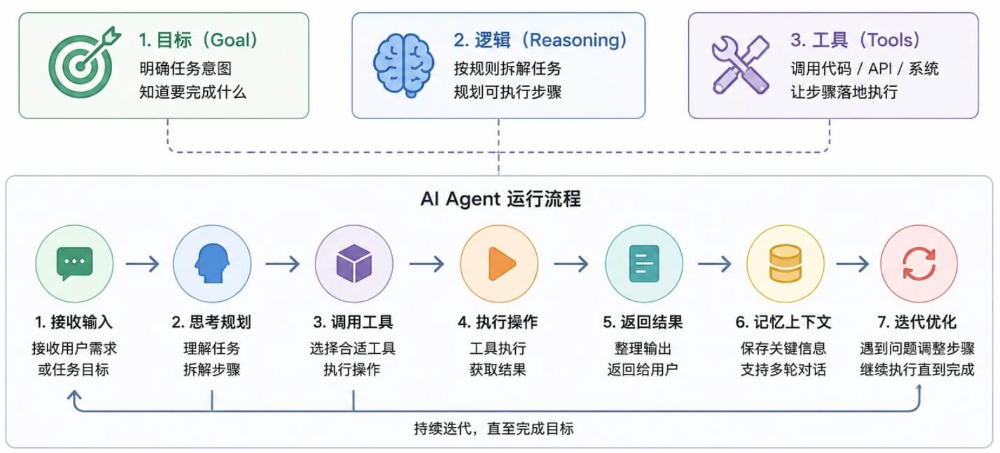 1. 目标（Goal）
明确任务意图
知道要完成什么
2. 逻辑（Reasoning）
按规则拆解任务
规划可执行步骤
3. 工具（Tools）
调用代码 / API / 系统
让步骤落地执行
AI Agent 运行流程
1. 接收输入
接收用户需求
或任务目标
2. 思考规划
理解任务
拆解步骤
3. 调用工具
选择合适工具
执行操作
4. 执行操作
工具执行
获取结果
5. 返回结果
整理输出
返回给用户
6. 记忆上下文
保存关键信息
支持多轮对话
7. 迭代优化
遇到问题调整步骤
继续执行直到完成
持续迭代，直至完成目标